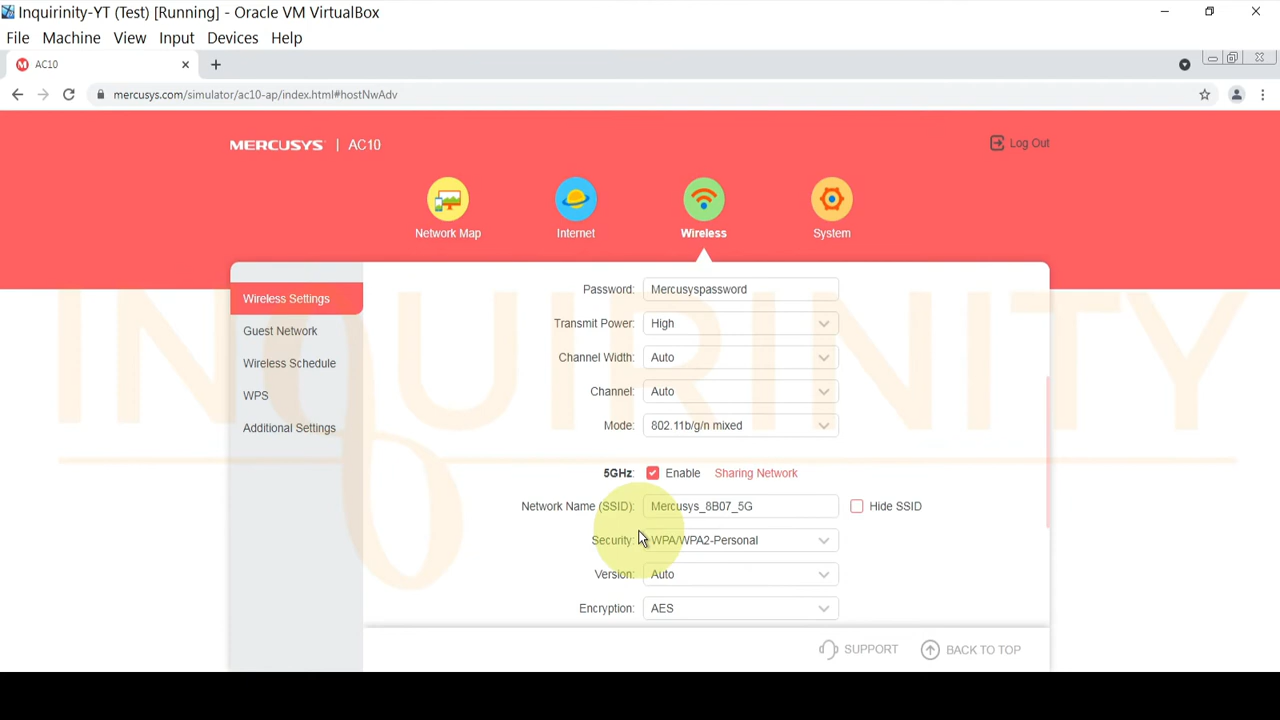 Inquirinity-YT (Test) [Running] - Oracle VM VirtualBox
File Machine View Input Devices Help
AC10
mercusys.com/simulator/ac10-ap/index.html#hostNwAdv
MERCUSYS | AC10
Log Out
Network Map
Internet
Wireless
System
Wireless Settings
Guest Network
Wireless Schedule
WPS
Additional Settings
Password: Mercusyspassword
Transmit Power: High
Channel Width: Auto
Channel: Auto
Mode: 802.11b/g/n mixed
5GHz: Enable Sharing Network
Network Name (SSID): Mercusys_8B07_5G Hide SSID
Security: WPA/WPA2-Personal
Version: Auto
Encryption: AES
SUPPORT
BACK TO TOP
INQUIRINITY